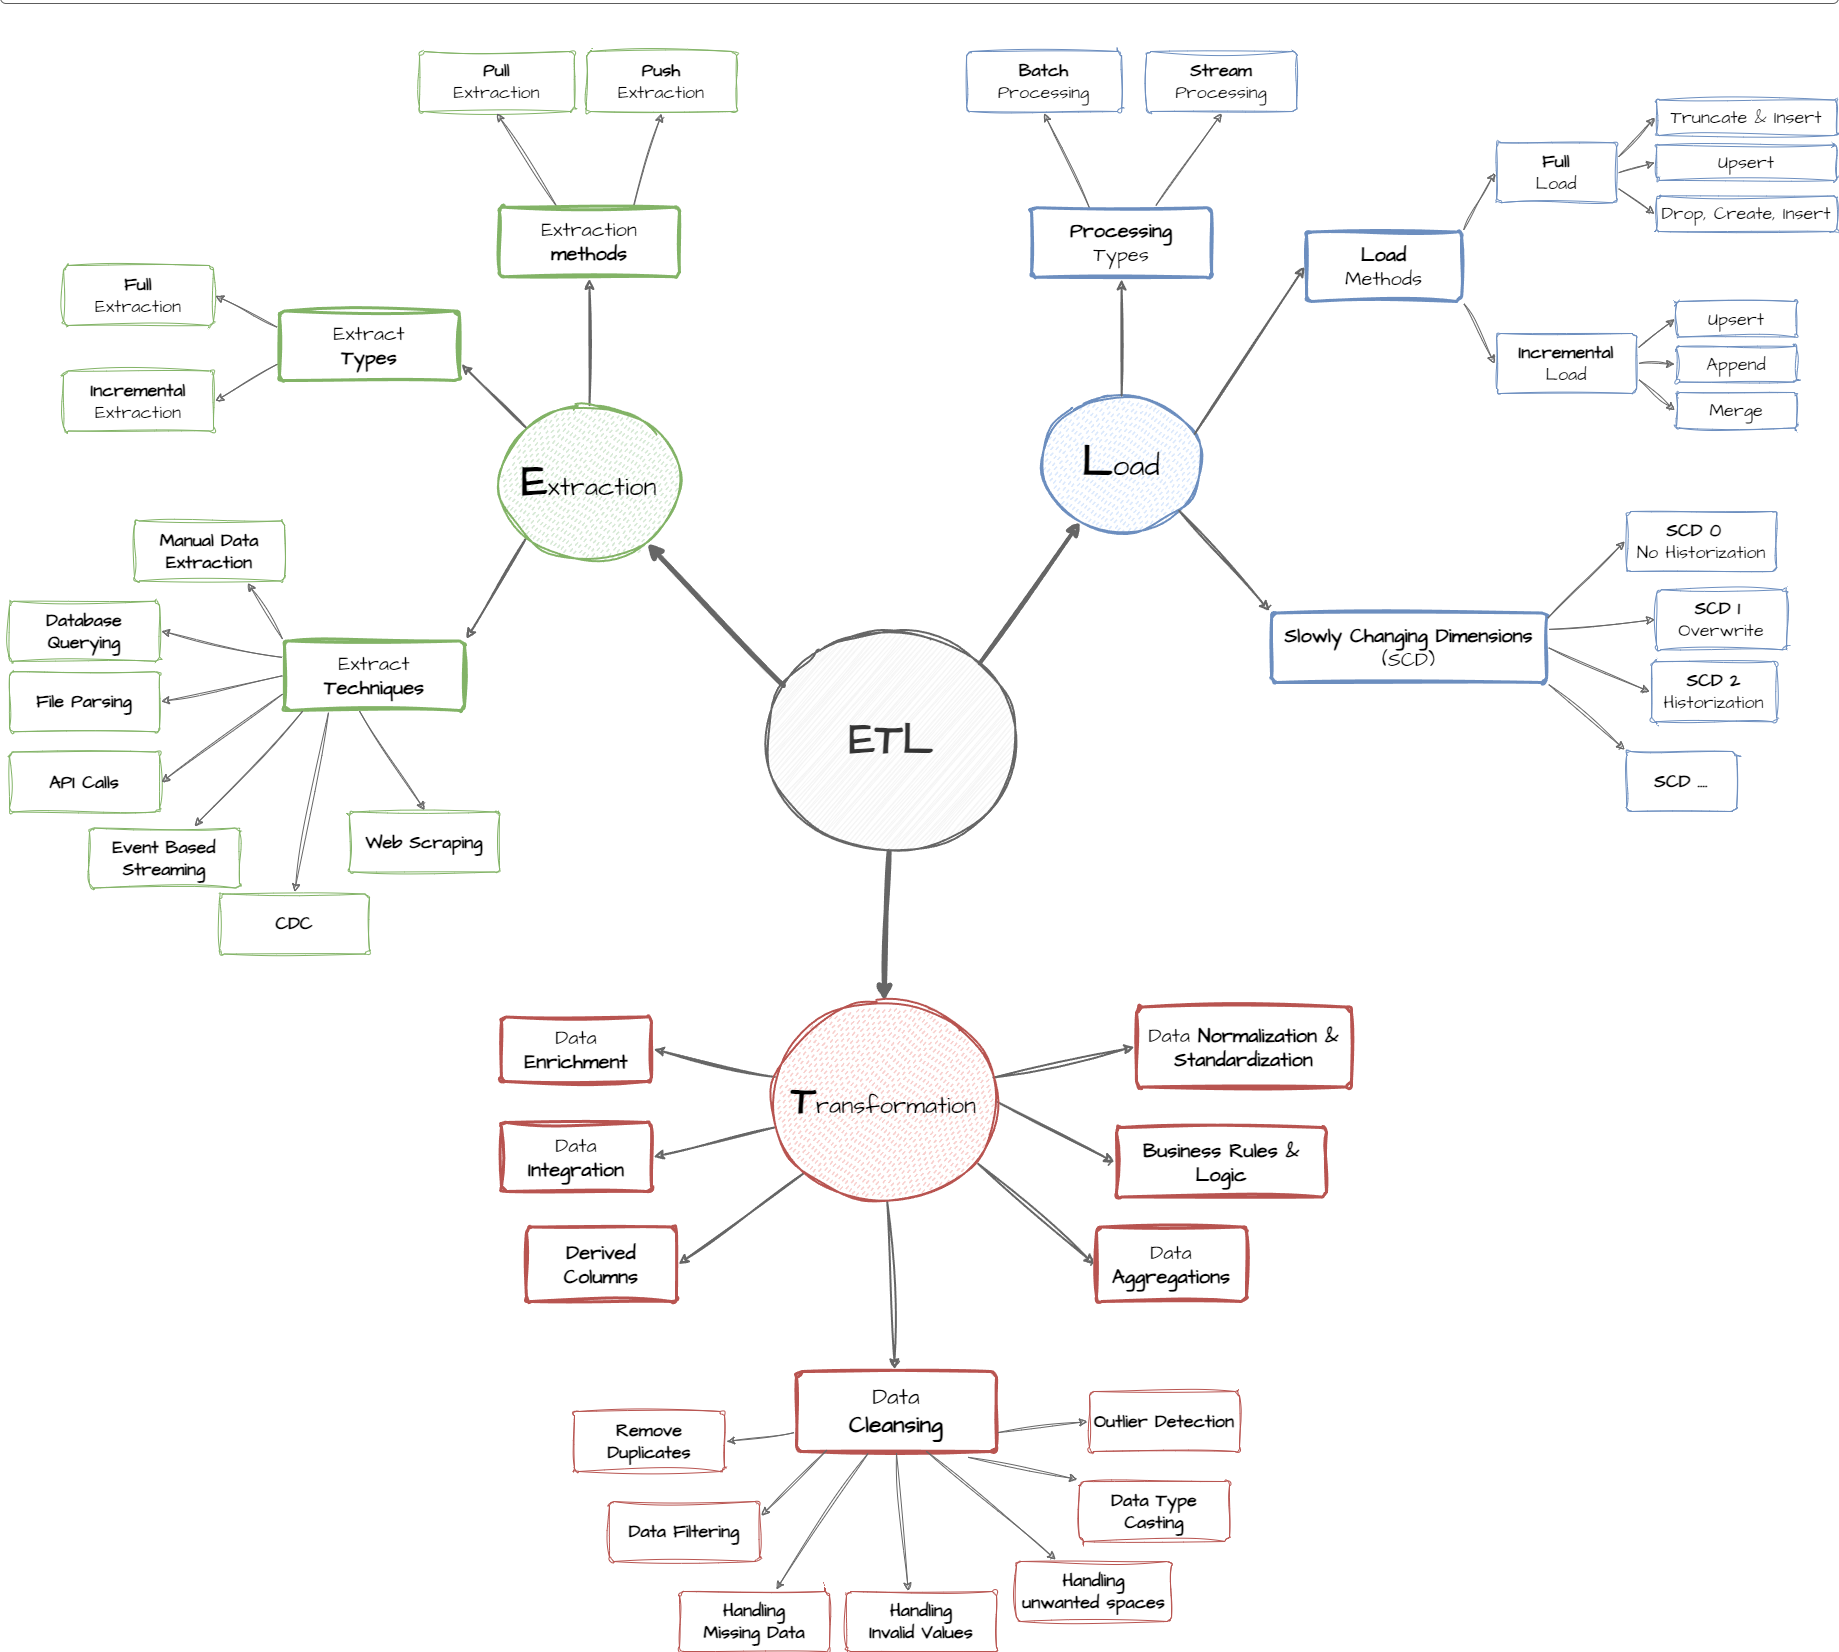 Pull
Extraction
Push
Extraction
Batch
Processing
Stream
Processing
Extraction
methods
Processing
Types
Load
Methods
Full
Load
Truncate & Insert
Upsert
Drop, Create, Insert
Incremental
Load
Upsert
Append
Merge
Full
Extraction
Incremental
Extraction
Extract
Types
Extraction
Load
Manual Data
Extraction
Database
Querying
File Parsing
API Calls
Event Based
Streaming
CDC
Web Scraping
Extract
Techniques
Slowly Changing Dimensions
(SCD)
SCD 0
No Historization
SCD 1
Overwrite
SCD 2
Historization
SCD ....
ETL
Transformation
Data
Enrichment
Data
Integration
Derived
Columns
Data Normalization &
Standardization
Business Rules &
Logic
Data
Aggregations
Data
Cleansing
Remove
Duplicates
Data Filtering
Handling
Missing Data
Handling
Invalid Values
Handling
unwanted spaces
Data Type
Casting
Outlier Detection